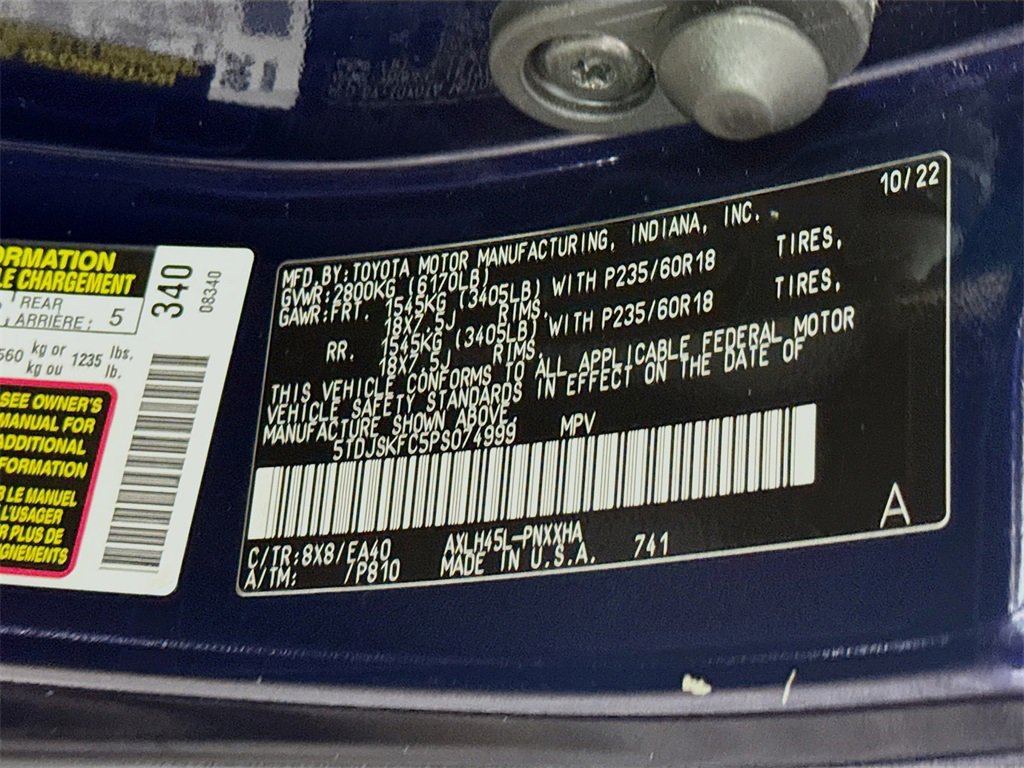 ORMATION
LE CHARGEMENT
REAR
ARRIÈRE: 5
560 kg or 1235 lbs.
kg ou lb.
SEE OWNER'S
MANUAL FOR
ADDITIONAL
FORMATION
LE MANUEL
L'USAGER
PLUS DE
GNEMENTS
340
08340
10/22
MFD.BY:TOYOTA MOTOR MANUFACTURING, INDIANA, INC.
GVWR:2800KG (6170LB)
GAWR:FRT. 1545KG (3405LB) WITH P235/60R18 TIRES,
18X7.5J RIMS.
RR. 1545KG (3405LB) WITH P235/60R18 TIRES,
18X7.5J RIMS.
THIS VEHICLE CONFORMS TO ALL APPLICABLE FEDERAL MOTOR
VEHICLE SAFETY STANDARDS IN EFFECT ON THE DATE OF
MANUFACTURE SHOWN ABOVE.
5TDJSKFC5PS074999 MPV
C/TR:8X8/FA40 AXLH45L-PNXXHA
A/TM: /P810 MADE IN U.S.A. 741
A